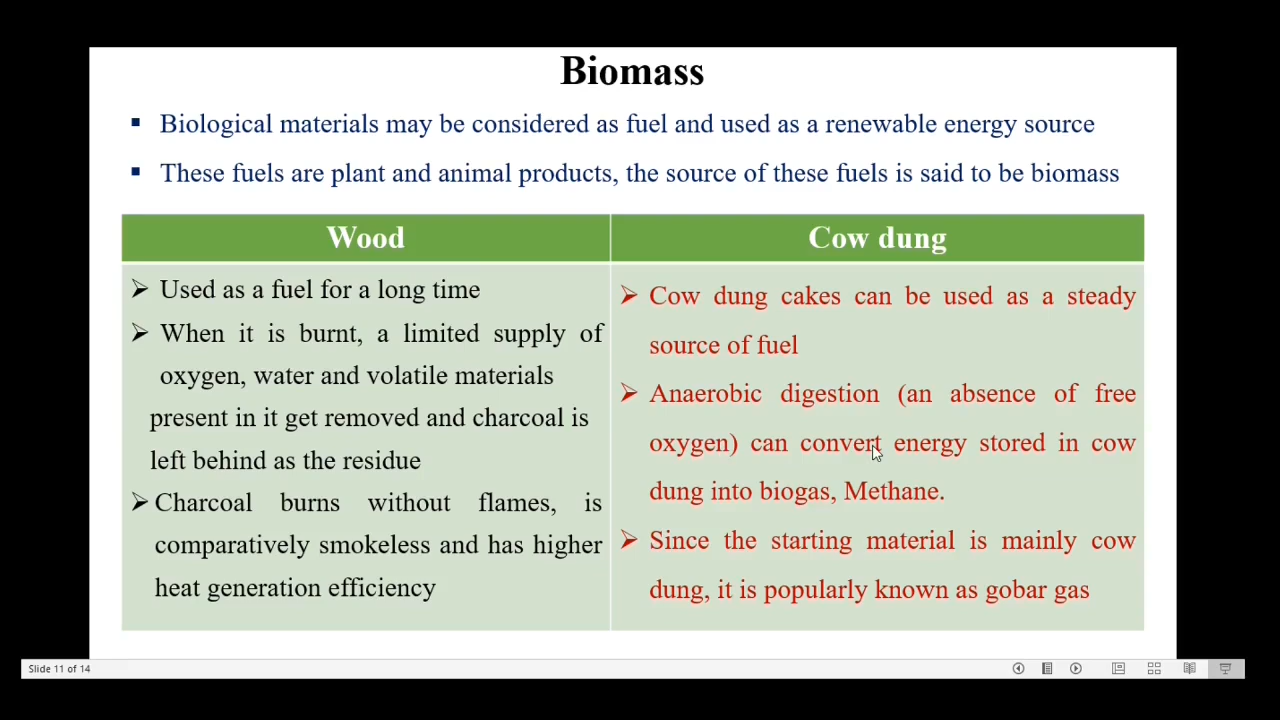 Biomass
▪ Biological materials may be considered as fuel and used as a renewable energy source
▪ These fuels are plant and animal products, the source of these fuels is said to be biomass
Wood
➢ Used as a fuel for a long time
➢ When it is burnt, a limited supply of
oxygen, water and volatile materials
present in it get removed and charcoal is
left behind as the residue
➢ Charcoal burns without flames, is
comparatively smokeless and has higher
heat generation efficiency
Cow dung
➢ Cow dung cakes can be used as a steady
source of fuel
➢ Anaerobic digestion (an absence of free
oxygen) can convert energy stored in cow
dung into biogas, Methane.
➢ Since the starting material is mainly cow
dung, it is popularly known as gobar gas
Slide 11 of 14